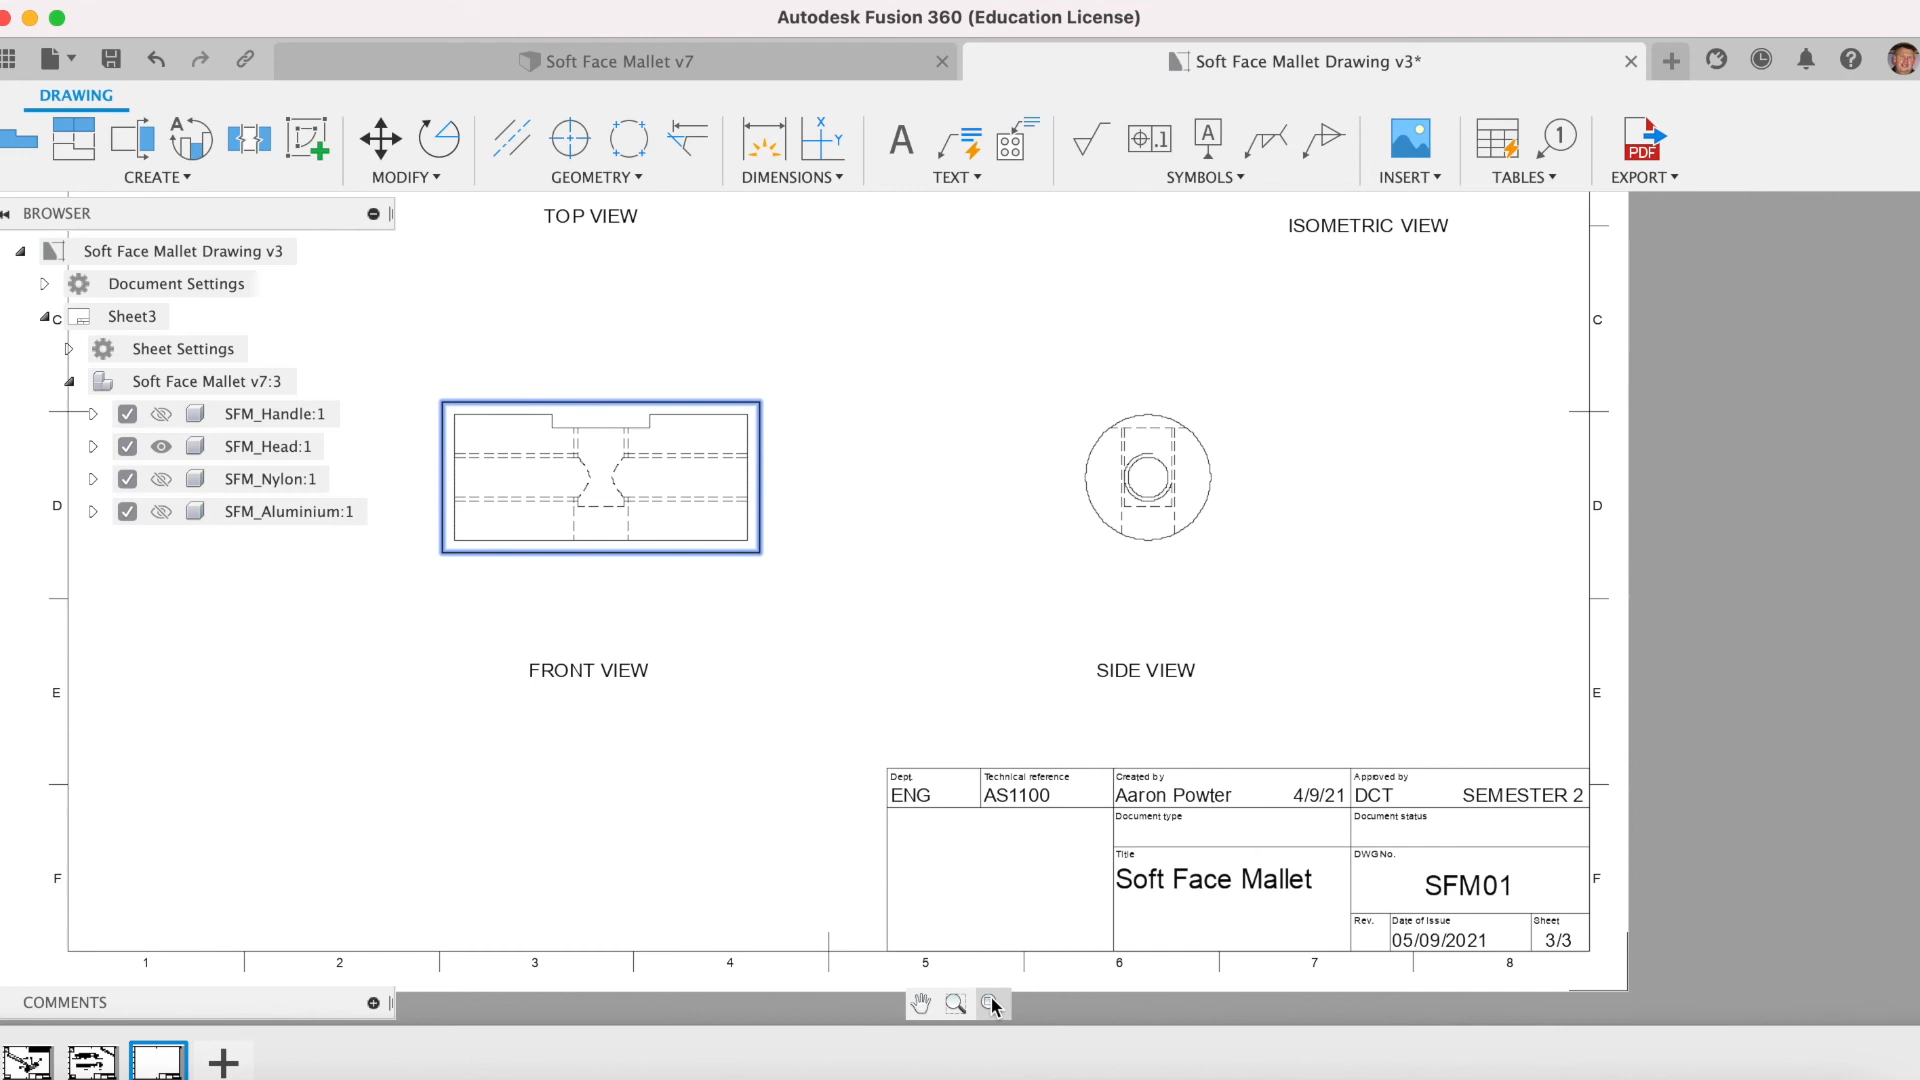 Autodesk Fusion 360 (Education License)
Soft Face Mallet v7
Soft Face Mallet Drawing v3*
DRAWING
CREATE MODIFY GEOMETRY DIMENSIONS TEXT SYMBOLS INSERT TABLES EXPORT
BROWSER
Soft Face Mallet Drawing v3
Document Settings
Sheet3
Sheet Settings
Soft Face Mallet v7:3
SFM_Handle:1
SFM_Head:1
SFM_Nylon:1
SFM_Aluminium:1
TOP VIEW
ISOMETRIC VIEW
FRONT VIEW
SIDE VIEW
C
D
E
F
C
D
E
F
Dept. Technical reference Created by Approved by
ENG AS1100 Aaron Powter 4/9/21 DCT SEMESTER 2
Document type Document status
Title DWG No.
Soft Face Mallet SFM01
Rev. Date of issue Sheet
05/09/2021 3/3
1 2 3 4 5 6 7 8
COMMENTS
A
X
Y
A
.1
A
1
PDF